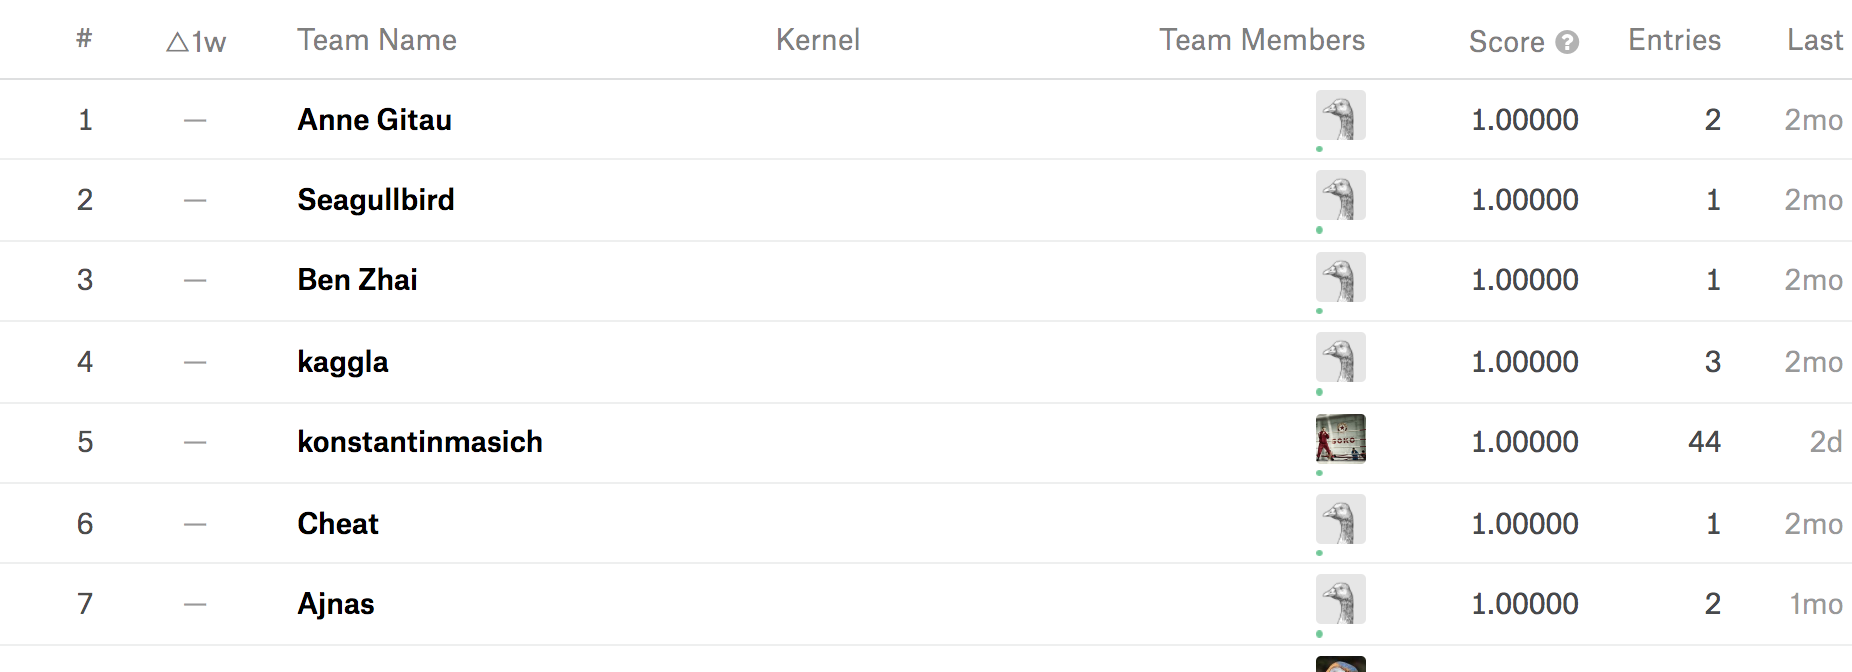 # △1w Team Name Kernel Team Members Score ? Entries Last
1 — Anne Gitau 1.00000 2 2mo
2 — Seagullbird 1.00000 1 2mo
3 — Ben Zhai 1.00000 1 2mo
4 — kaggla 1.00000 3 2mo
5 — konstantinmasich 1.00000 44 2d
6 — Cheat 1.00000 1 2mo
7 — Ajnas 1.00000 2 1mo